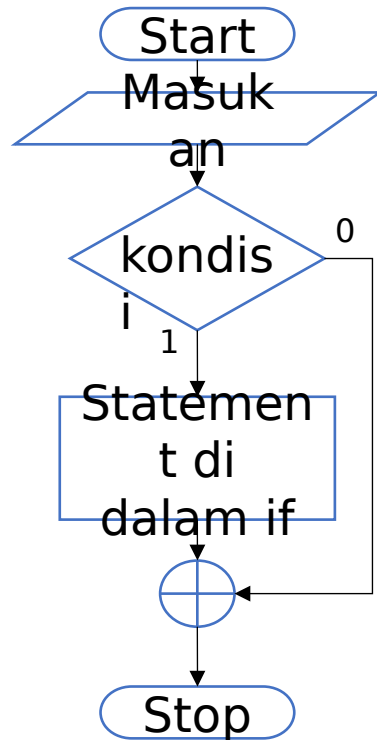 Start
Masuk
an
kondis
i
0
1
Statemen
t di
dalam if
Stop